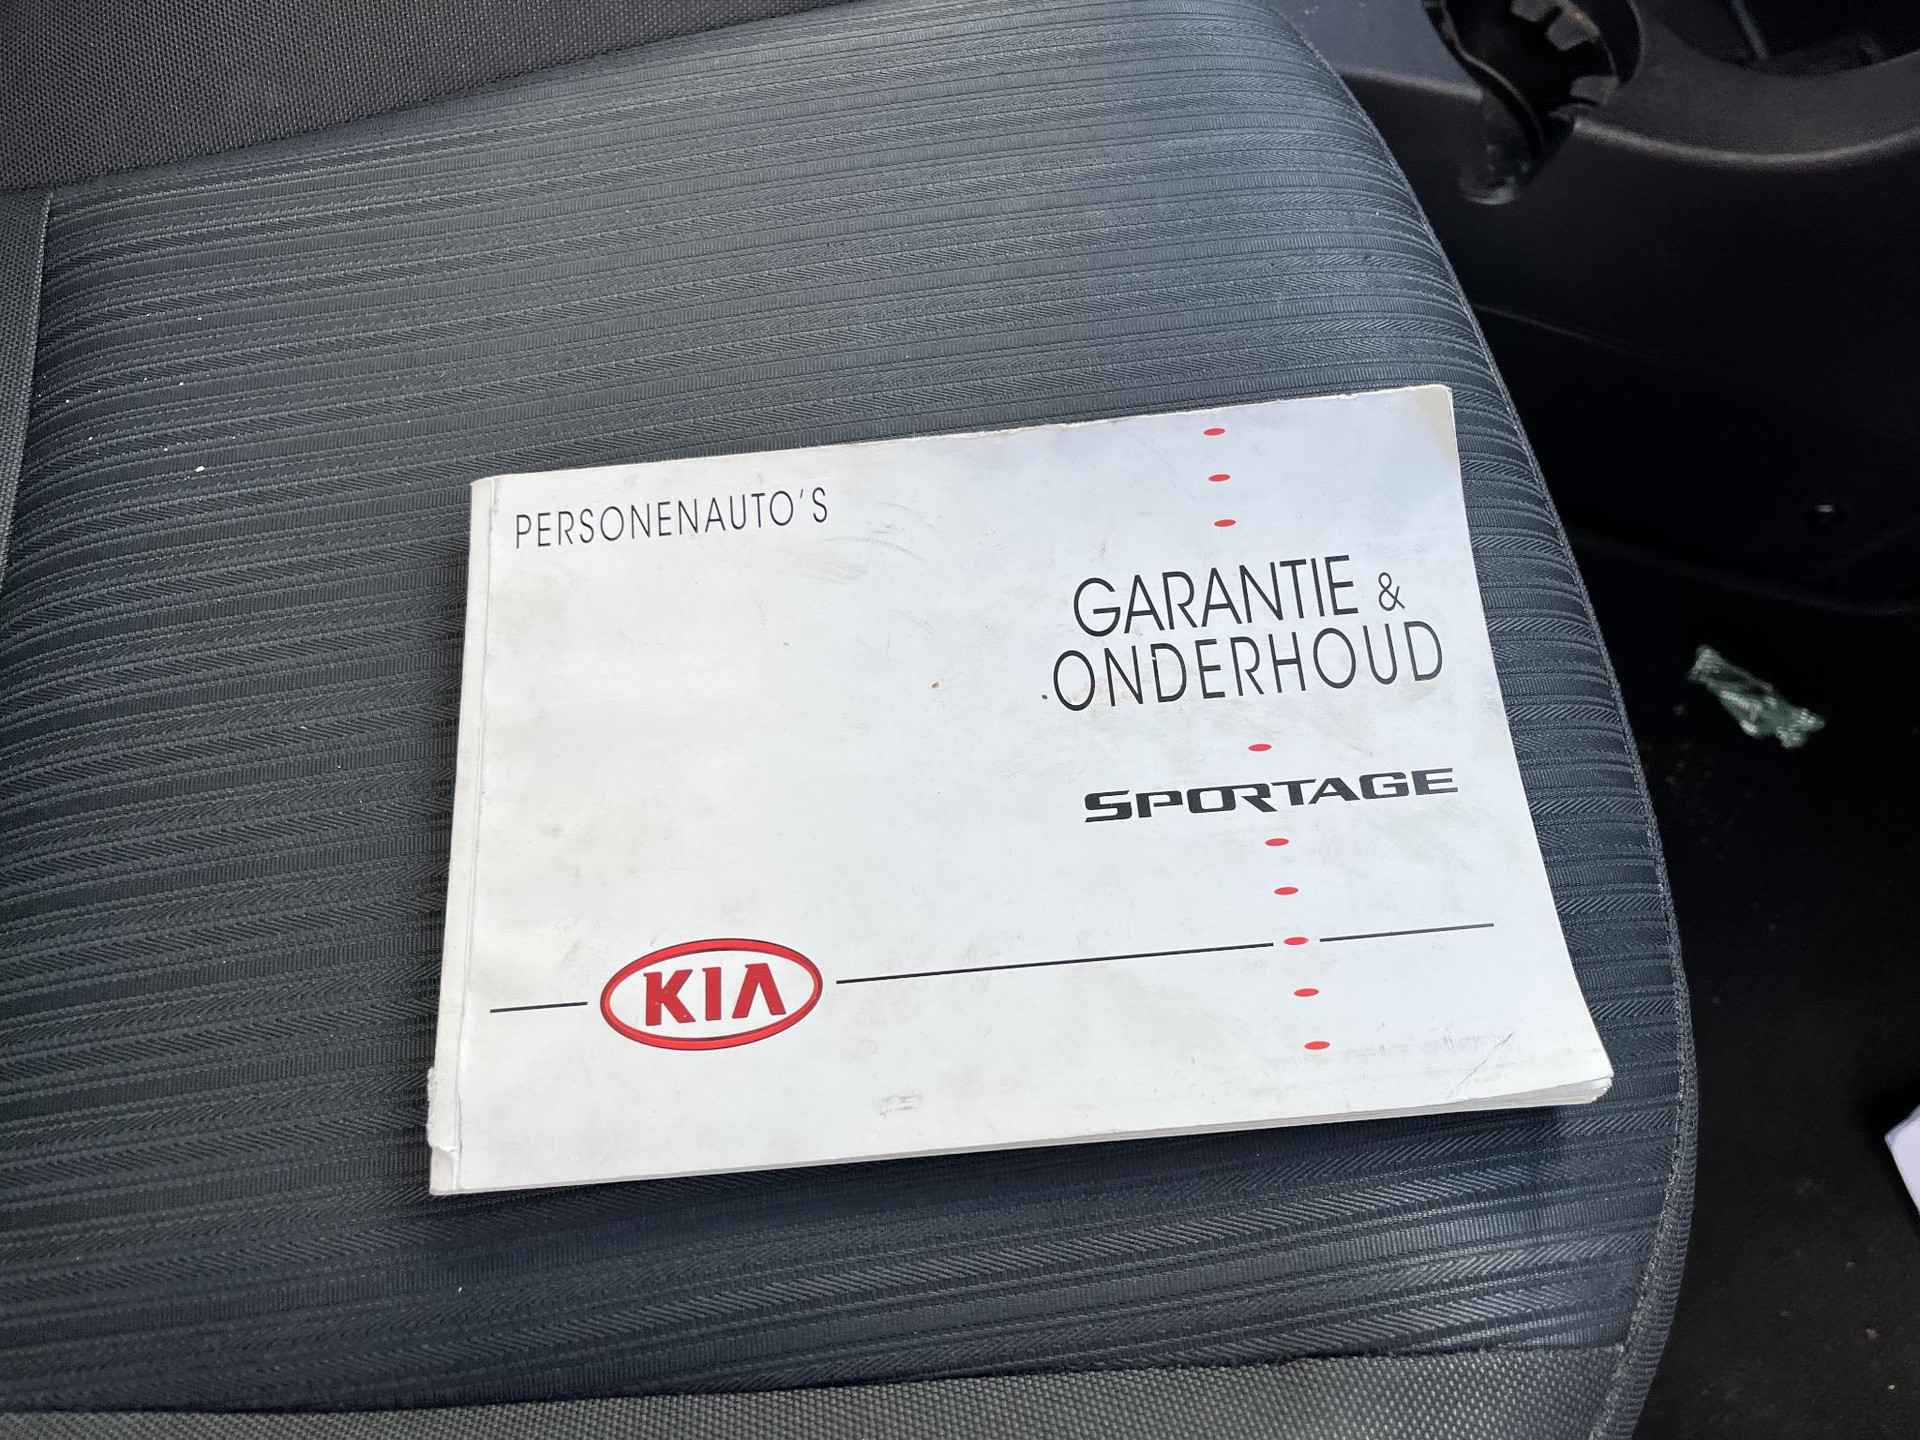 PERSONENAUTO'S
GARANTIE &
ONDERHOUD
SPORTAGE
KIA